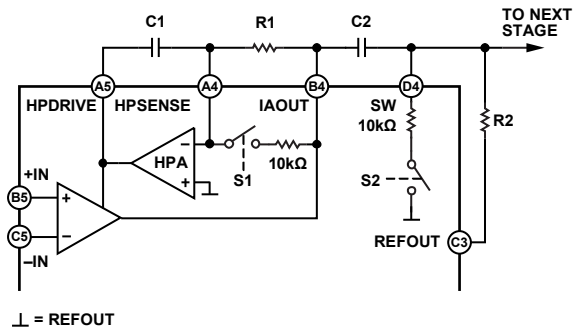 C1
R1
C2
TO NEXT
STAGE
A5
A4
B4
D4
HPDRIVE
HPSENSE
IAOUT
SW
10kΩ
R2
HPA
–
+
S1
10kΩ
S2
+IN
B5
+
C5
–
–IN
REFOUT
C3
⊥ = REFOUT